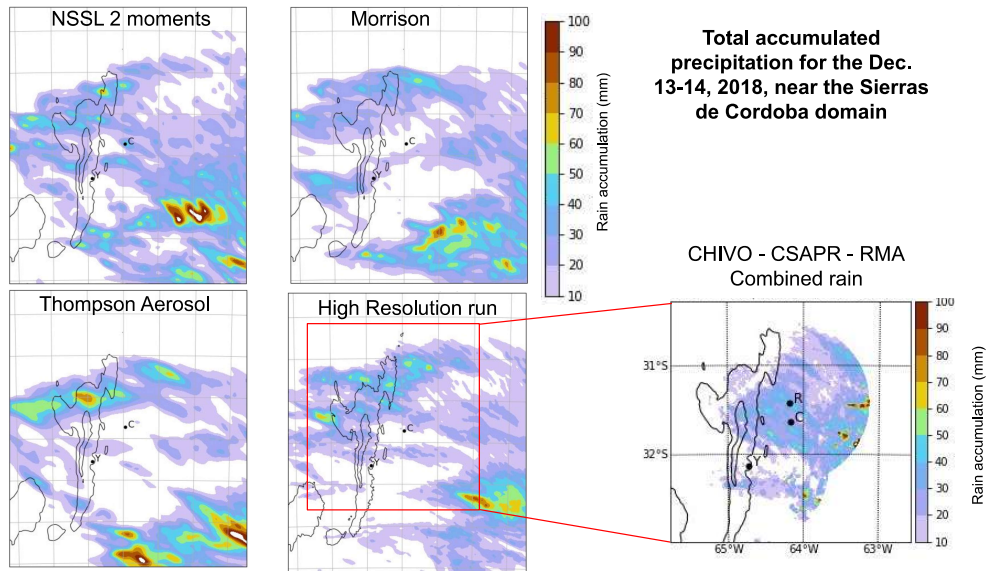 NSSL 2 moments
Morrison
C
Y
C
Y
100
90
80
70
60
50
40
30
20
10
Rain accumulation (mm)
Total accumulated
precipitation for the Dec.
13-14, 2018, near the Sierras
de Cordoba domain
Thompson Aerosol
High Resolution run
C
Y
C
Y
CHIVO - CSAPR - RMA
Combined rain
31°S
32°S
R
C
Y
65°W
64°W
63°W
100
90
80
70
60
50
40
30
20
10
Rain accumulation (mm)